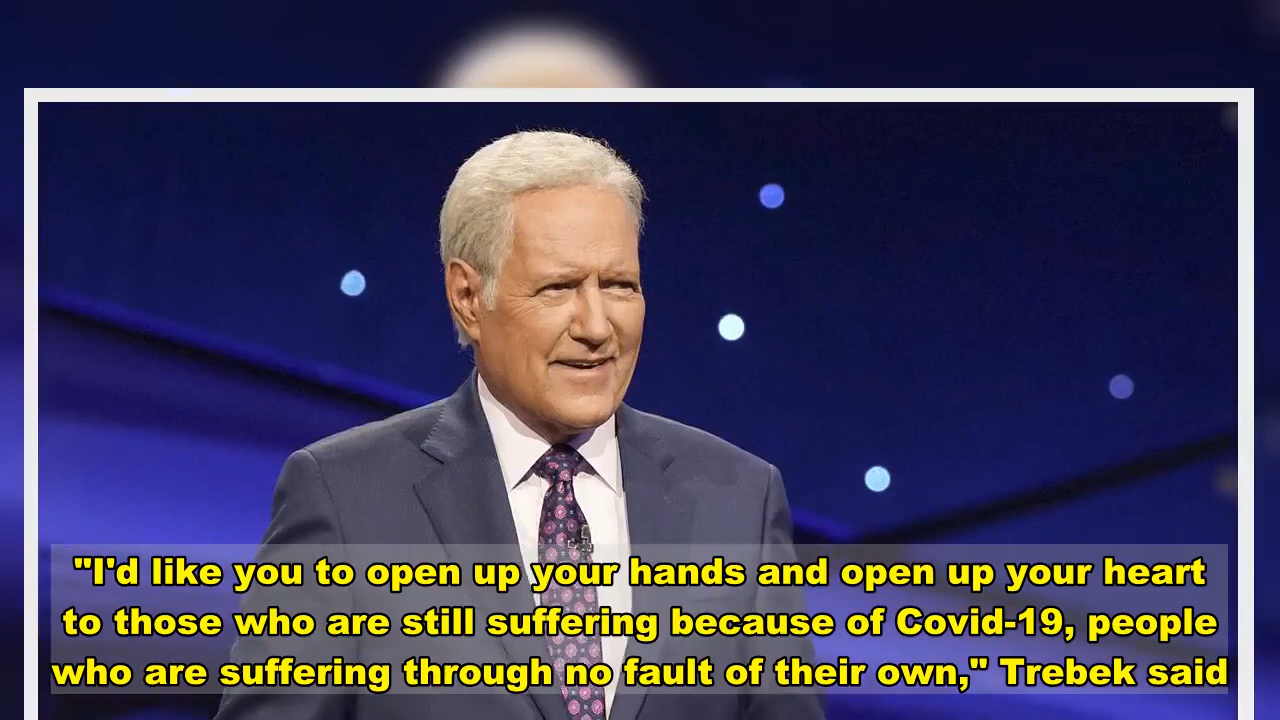 "I'd like you to open up your hands and open up your heart
to those who are still suffering because of Covid-19, people
who are suffering through no fault of their own," Trebek said